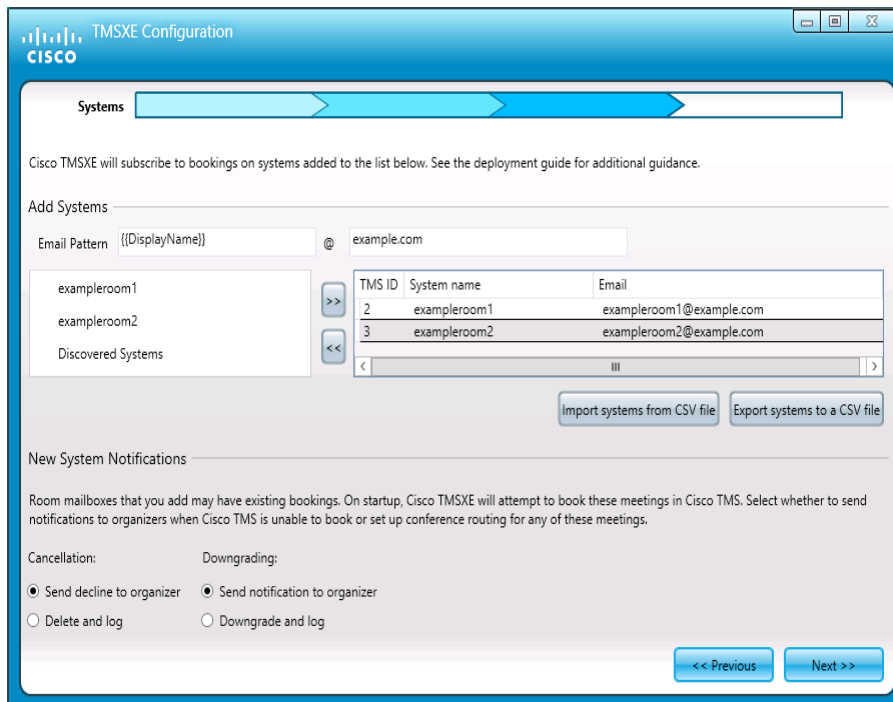 TMSXE Configuration
CISCO
Systems
Cisco TMSXE will subscribe to bookings on systems added to the list below. See the deployment guide for additional guidance.
Add Systems
Email Pattern {{DisplayName}} @ example.com
exampleroom1
exampleroom2
Discovered Systems
>>
<<
TMS ID System name Email
2 exampleroom1 exampleroom1@example.com
3 exampleroom2 exampleroom2@example.com
Import systems from CSV file Export systems to a CSV file
New System Notifications
Room mailboxes that you add may have existing bookings. On startup, Cisco TMSXE will attempt to book these meetings in Cisco TMS. Select whether to send
notifications to organizers when Cisco TMS is unable to book or set up conference routing for any of these meetings.
Cancellation: Downgrading:
Send decline to organizer Send notification to organizer
Delete and log Downgrade and log
<< Previous Next >>